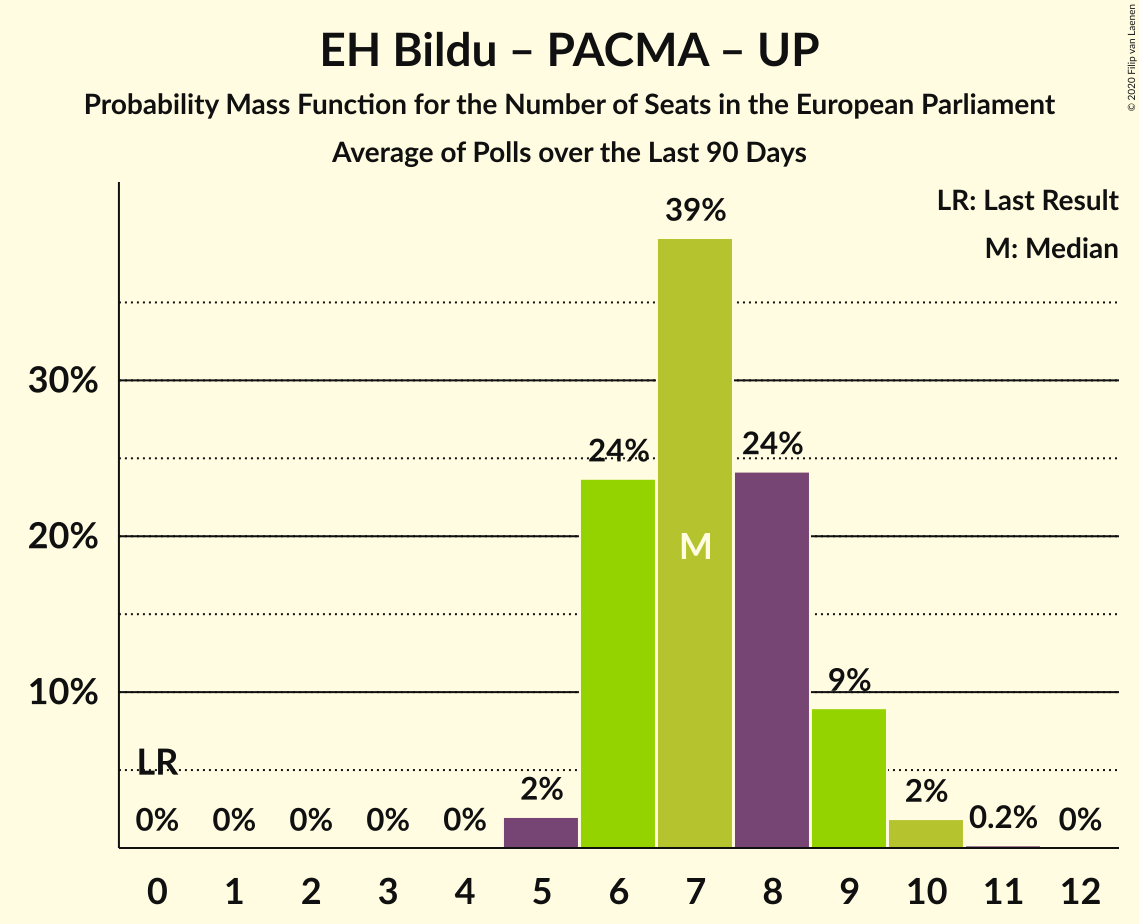 EH Bildu – PACMA – UP
Probability Mass Function for the Number of Seats in the European Parliament
Average of Polls over the Last 90 Days
© 2020 Filip van Laenen
LR: Last Result
M: Median
39%
30%
24%
24%
M
20%
10%
9%
LR
0%
0%
0%
0%
0%
2%
2%
0.2%
0%
0 1 2 3 4 5 6 7 8 9 10 11 12